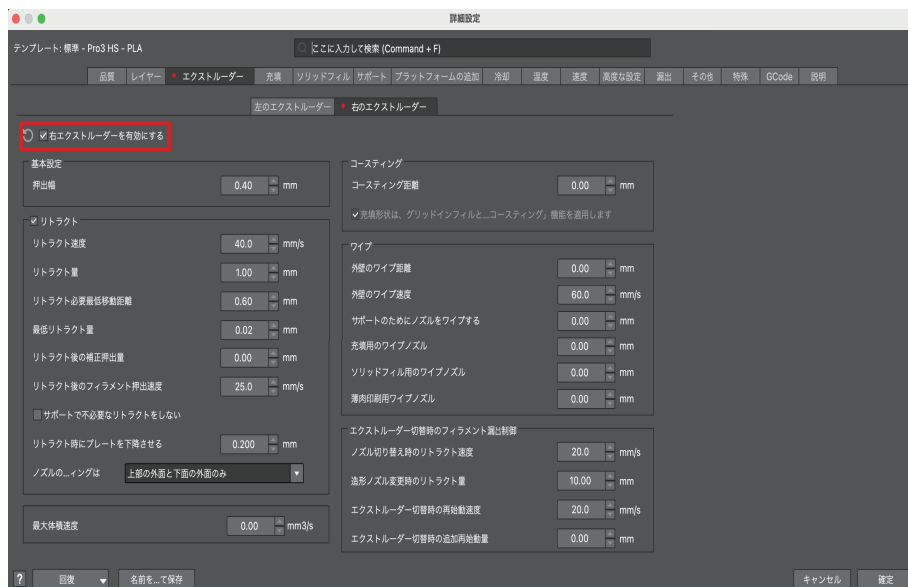 詳細設定
テンプレート: 標準 - Pro3 HS - PLA
ここに入力して検索 (Command + F)
品質 レイヤー エクストルーダー 充填 ソリッドフィル サポート プラットフォームの追加 冷却 温度 速度 高度な設定 漏出 その他 特殊 GCode 説明
左のエクストルーダー 右のエクストルーダー
右エクストルーダーを有効にする
基本設定
押出幅 0.40 mm
リトラクト
リトラクト速度 40.0 mm/s
リトラクト量 1.00 mm
リトラクト必要最低移動距離 0.60 mm
最低リトラクト量 0.02 mm
リトラクト後の補正押出量 0.00 mm
リトラクト後のフィラメント押出速度 25.0 mm/s
サポートで不必要なリトラクトをしない
リトラクト時にプレートを下降させる 0.200 mm
ノズルの...ィングは 上部の外面と下面の外面のみ
最大体積速度 0.00 mm3/s
コースティング
コースティング距離 0.00 mm
充填形状は、グリッドインフィルと...コースティング」機能を適用します
ワイプ
外壁のワイプ距離 0.00 mm
外壁のワイプ速度 60.0 mm/s
サポートのためにノズルをワイプする 0.00 mm
充填用のワイプノズル 0.00 mm
ソリッドフィル用のワイプノズル 0.00 mm
薄肉印刷用ワイプノズル 0.00 mm
エクストルーダー切替時のフィラメント漏出制御
ノズル切り替え時のリトラクト速度 20.0 mm/s
造形ノズル変更時のリトラクト量 10.00 mm
エクストルーダー切替時の再始動速度 20.0 mm/s
エクストルーダー切替時の追加再始動量 0.00 mm
? 回復 名前を...て保存 キャンセル 確定